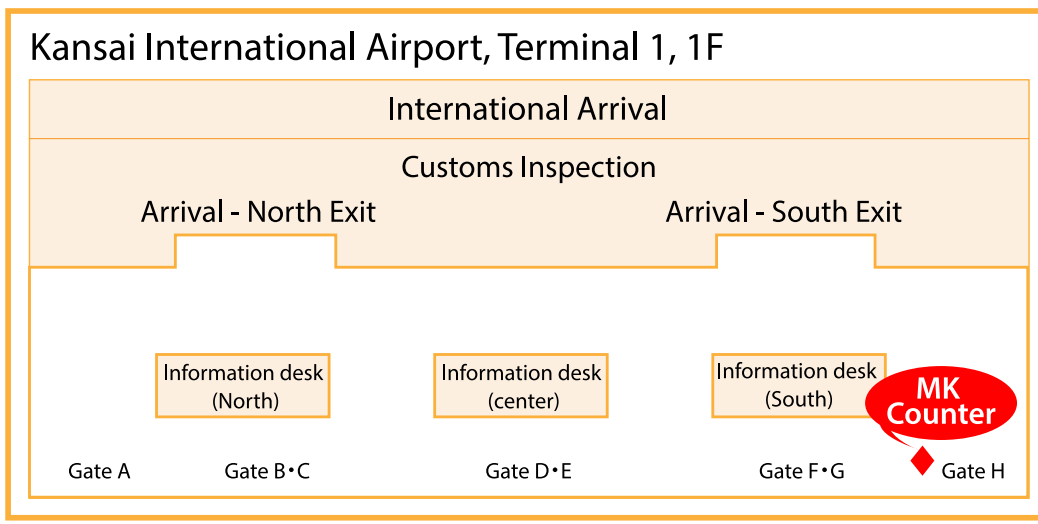 Kansai International Airport, Terminal 1, 1F
International Arrival
Customs Inspection
Arrival - North Exit
Arrival - South Exit
Information desk
(North)
Information desk
(center)
Information desk
(South)
MK
Counter
Gate A
Gate B・C
Gate D・E
Gate F・G
Gate H